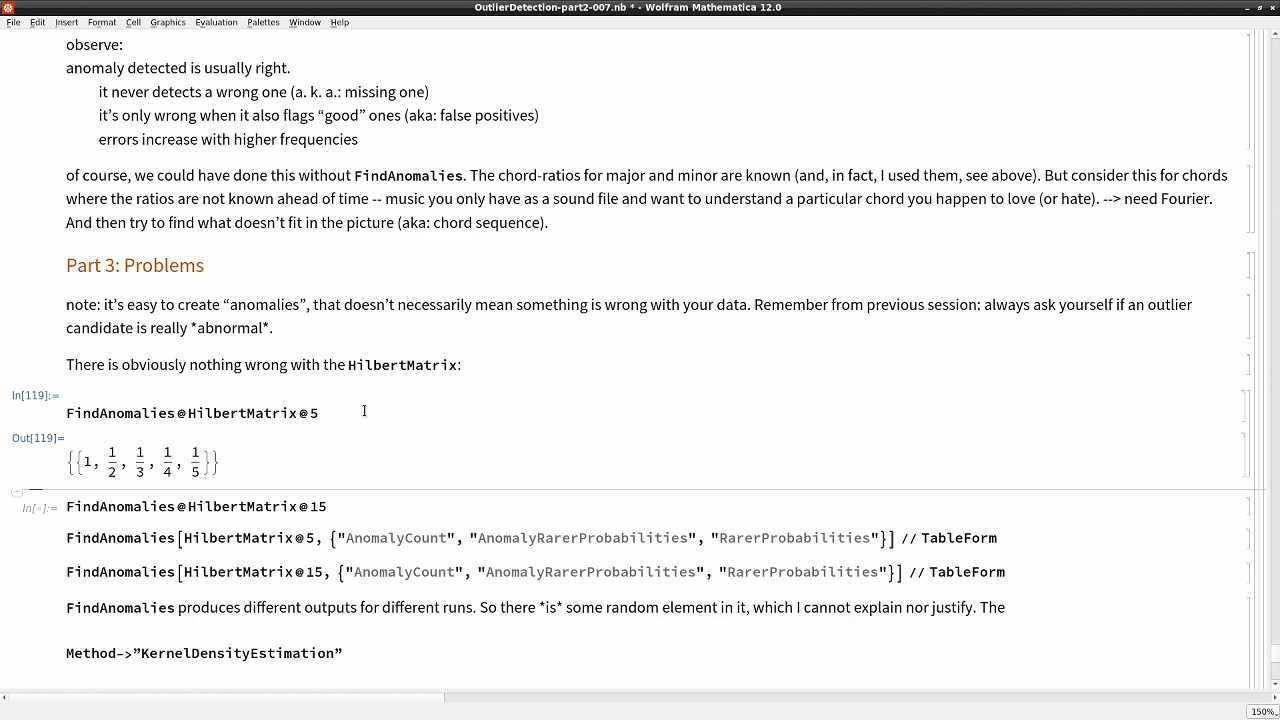 OutlierDetection-part2-007.nb * - Wolfram Mathematica 12.0
File Edit Insert Format Cell Graphics Evaluation Palettes Window Help
observe:
anomaly detected is usually right.
it never detects a wrong one (a. k. a.: missing one)
it’s only wrong when it also flags “good” ones (aka: false positives)
errors increase with higher frequencies
of course, we could have done this without FindAnomalies. The chord-ratios for major and minor are known (and, in fact, I used them, see above). But consider this for chords
where the ratios are not known ahead of time -- music you only have as a sound file and want to understand a particular chord you happen to love (or hate). --> need Fourier.
And then try to find what doesn’t fit in the picture (aka: chord sequence).
Part 3: Problems
note: it’s easy to create “anomalies”, that doesn’t necessarily mean something is wrong with your data. Remember from previous session: always ask yourself if an outlier
candidate is really *abnormal*.
There is obviously nothing wrong with the HilbertMatrix:
In[119]:=
FindAnomalies@HilbertMatrix@5
Out[119]=
{{1, 1/2, 1/3, 1/4, 1/5}}
In[∘]:= FindAnomalies@HilbertMatrix@15
FindAnomalies[HilbertMatrix@5, {"AnomalyCount", "AnomalyRarerProbabilities", "RarerProbabilities"}] // TableForm
FindAnomalies[HilbertMatrix@15, {"AnomalyCount", "AnomalyRarerProbabilities", "RarerProbabilities"}] // TableForm
FindAnomalies produces different outputs for different runs. So there *is* some random element in it, which I cannot explain nor justify. The
Method->”KernelDensityEstimation”
150%